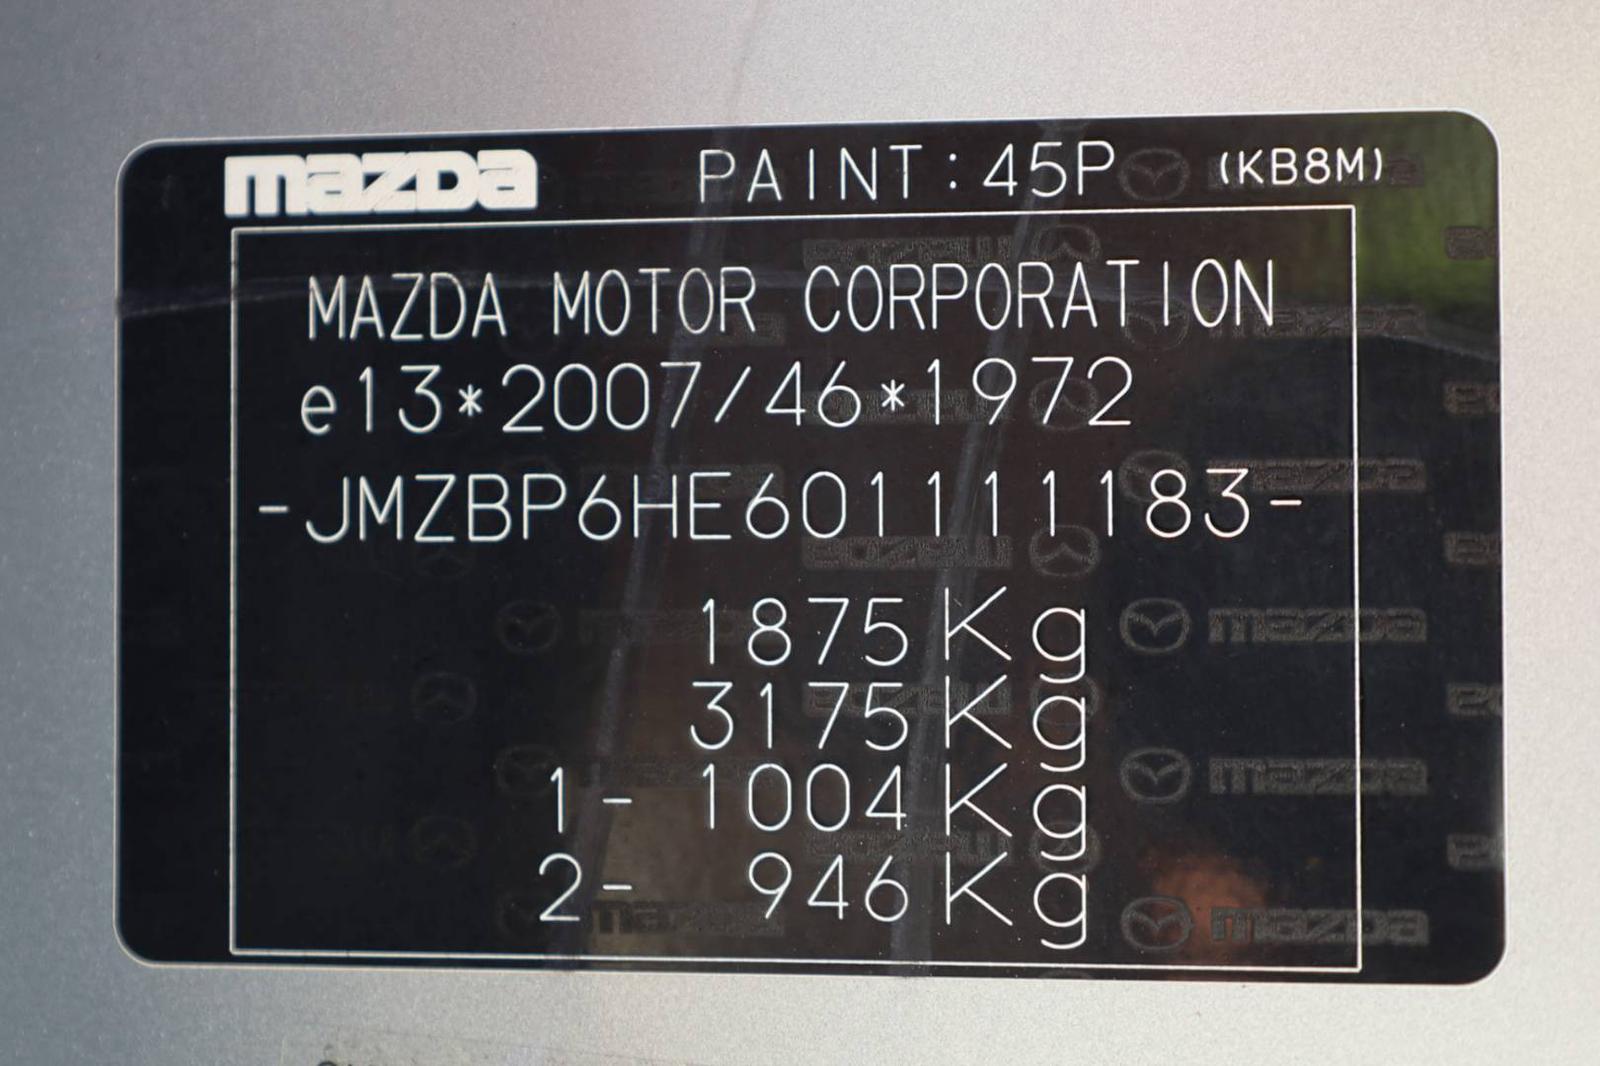 mazda PAINT:45P (KB8M)
MAZDA MOTOR CORPORATION
e13*2007/46*1972
-JMZBP6HE601111183-
1875Kg
3175Kg
1- 1004Kg
2- 946Kg